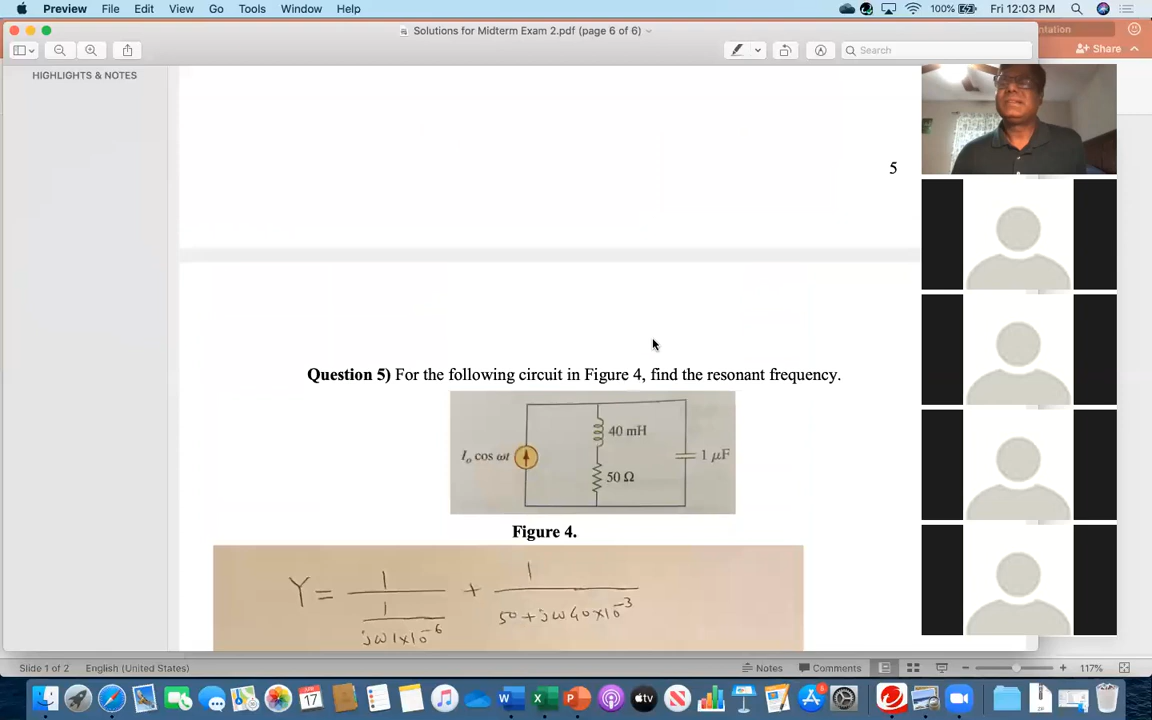 Preview File Edit View Go Tools Window Help 100% Fri 12:03 PM
Solutions for Midterm Exam 2.pdf (page 6 of 6)
Search
Share
HIGHLIGHTS & NOTES
5
Question 5) For the following circuit in Figure 4, find the resonant frequency.
40 mH
I₀ cos ωt
1 μF
50 Ω
Figure 4.
Y = 1 / (1 / (jω1×10⁻⁶)) + 1 / (50 + jω40×10⁻³)
Slide 1 of 2 English (United States) Notes Comments 117%
JUL
17